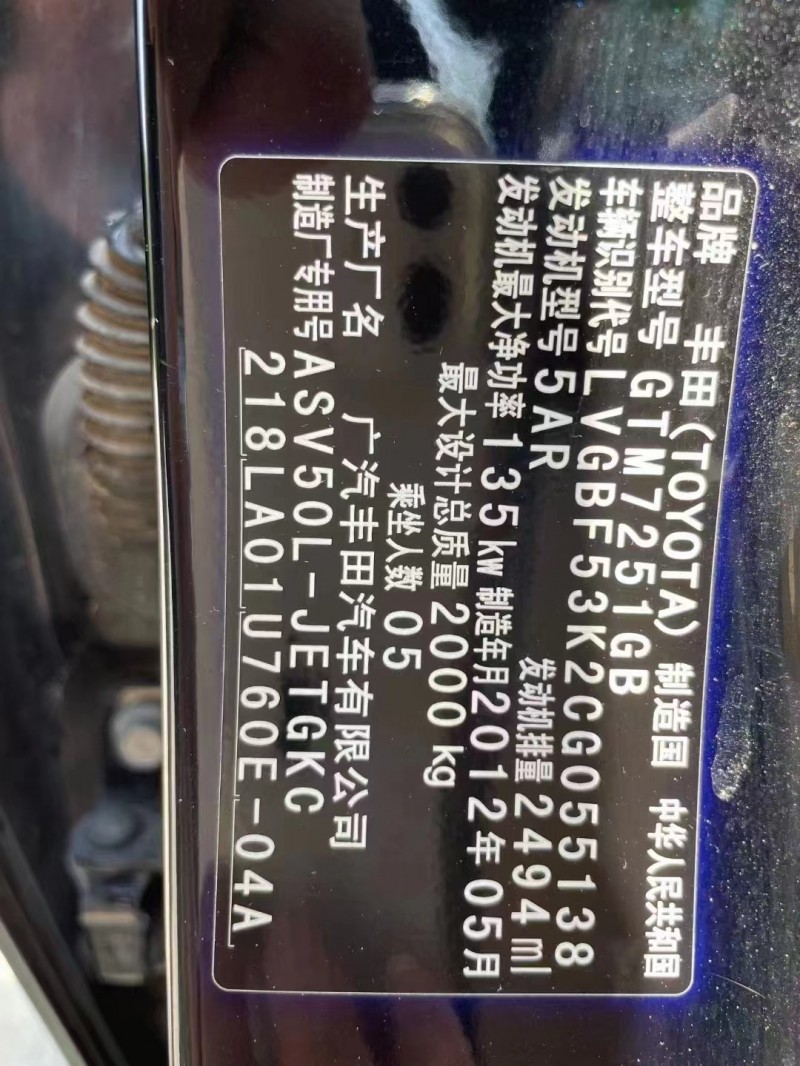 品牌 丰田(TOYOTA) 制造国 中华人民共和国
整车型号 GTM7251GB
车辆识别代号 LVGBF53K2CG055138
发动机型号 5AR 发动机排量 2494ml
发动机最大净功率 135kw 制造年月 2012年05月
最大设计总质量 2000kg
乘坐人数 05
生产厂名 广汽丰田汽车有限公司
制造厂专用号 ASV50L-JETGKC
218LA01U760E-04A